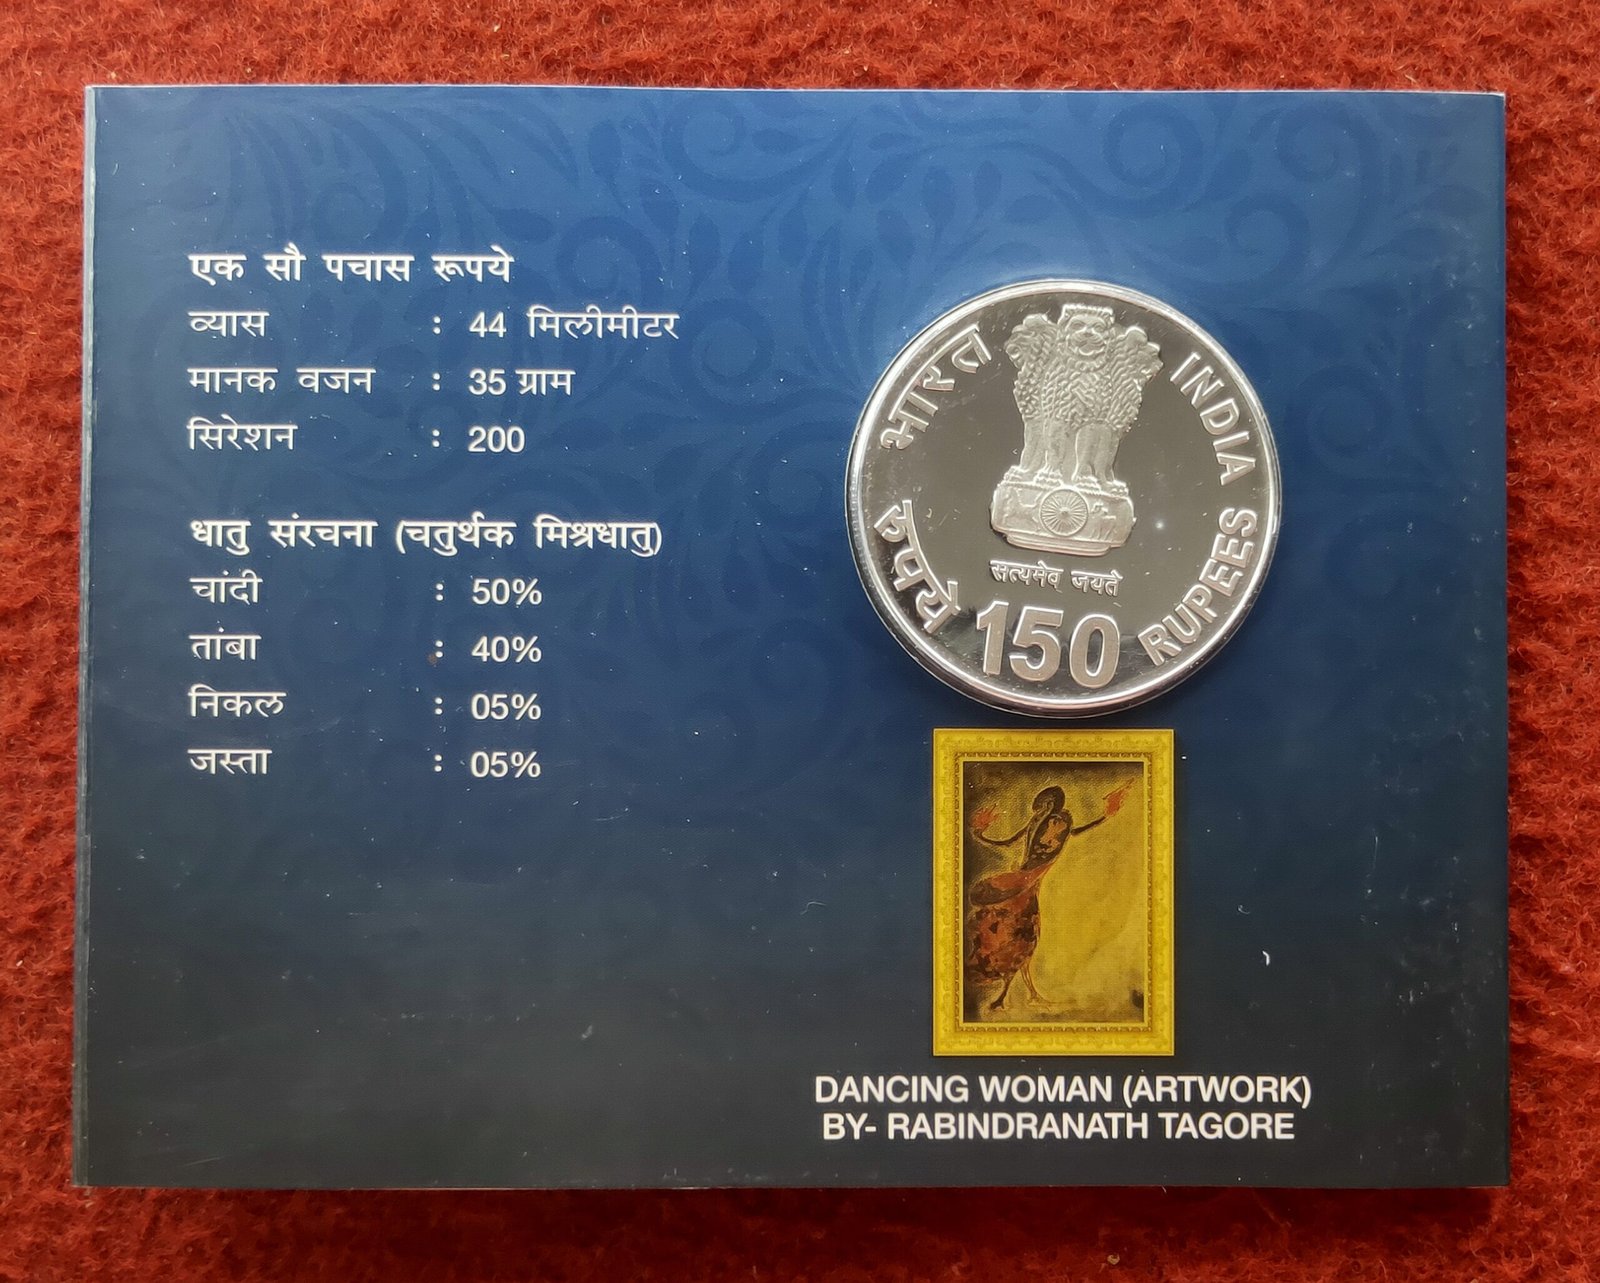 एक सौ पचास रूपये
व्यास : 44 मिलीमीटर
मानक वजन : 35 ग्राम
सिरेशन : 200
धातु संरचना (चतुर्थक मिश्रधातु)
चांदी : 50%
तांबा : 40%
निकल : 05%
जस्ता : 05%
भारत
INDIA
रुपये
RUPEES
सत्यमेव जयते
150
DANCING WOMAN (ARTWORK)
BY- RABINDRANATH TAGORE